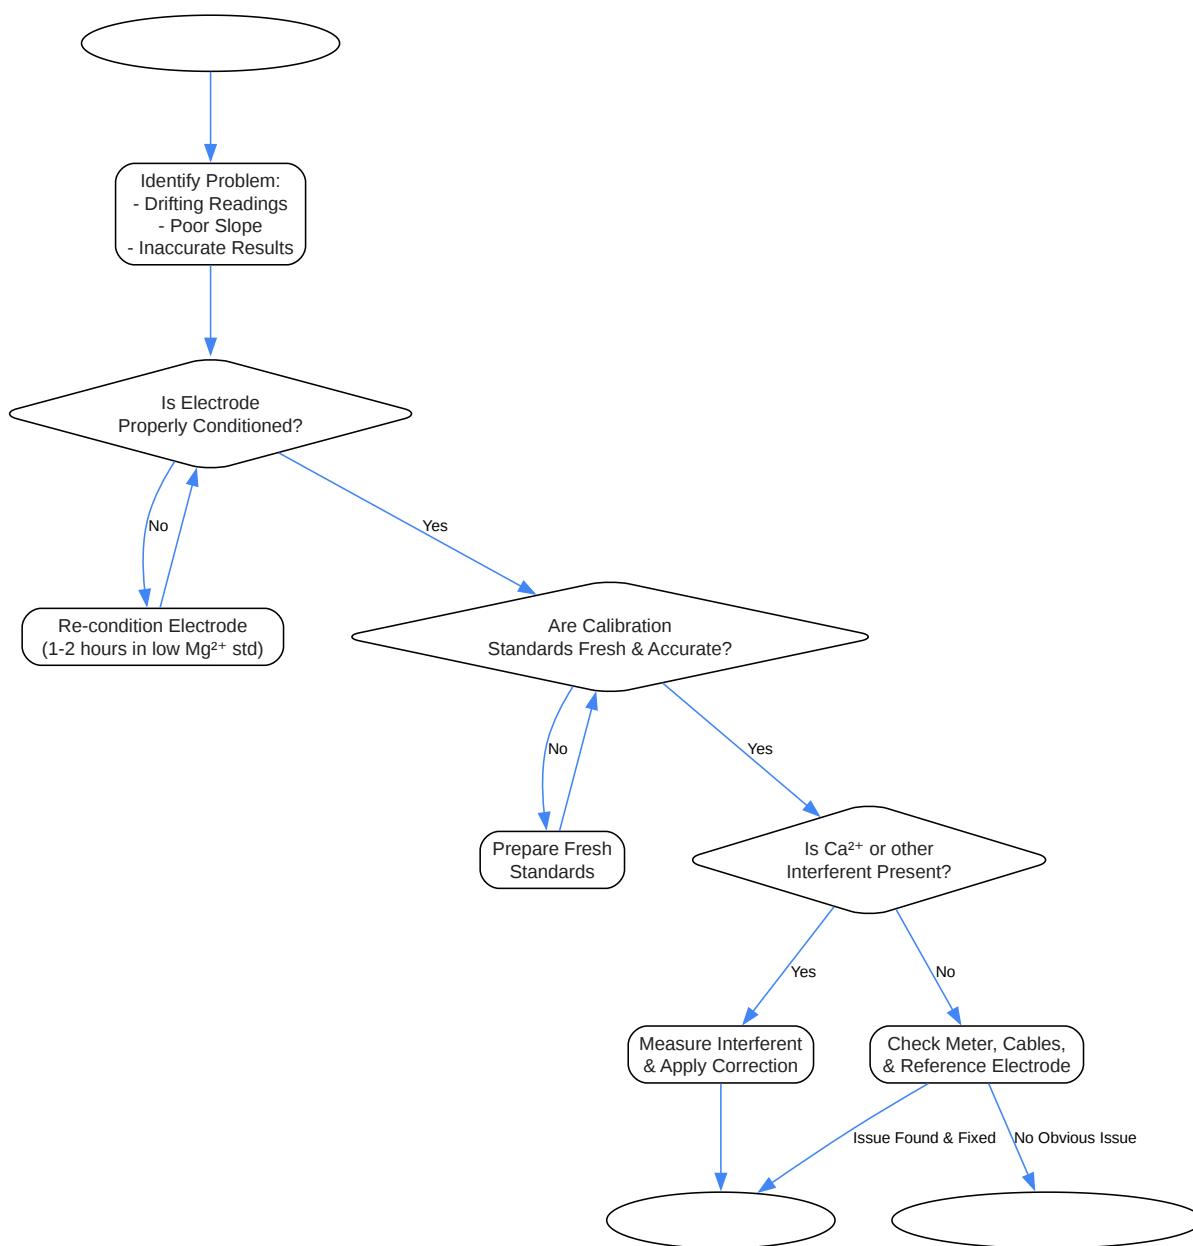 Identify Problem:
- Drifting Readings
- Poor Slope
- Inaccurate Results
Is Electrode
Properly Conditioned?
No
Yes
Re-condition Electrode
(1-2 hours in low Mg²⁺ std)
Are Calibration
Standards Fresh & Accurate?
No
Yes
Prepare Fresh
Standards
Is Ca²⁺ or other
Interferent Present?
Yes
No
Measure Interferent
& Apply Correction
Check Meter, Cables,
& Reference Electrode
Issue Found & Fixed
No Obvious Issue